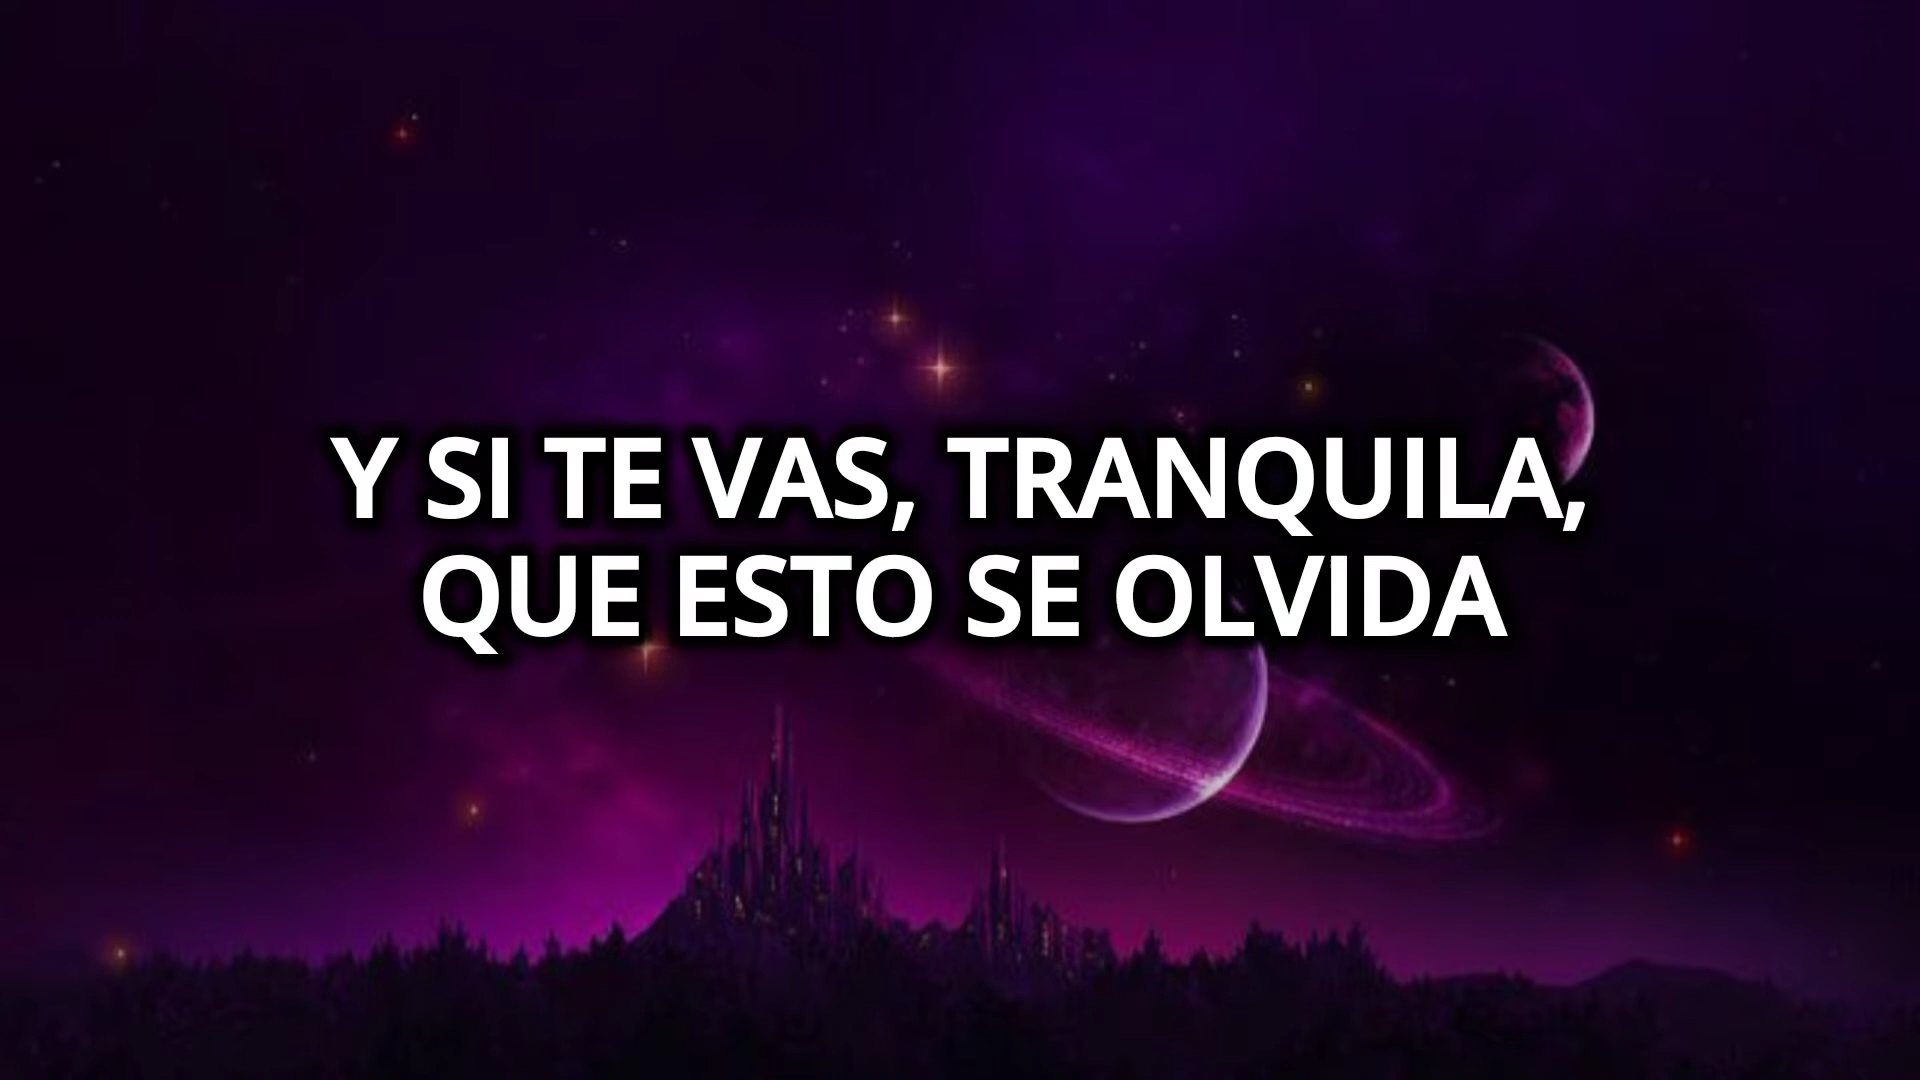 Y SI TE VAS, TRANQUILA,
QUE ESTO SE OLVIDA